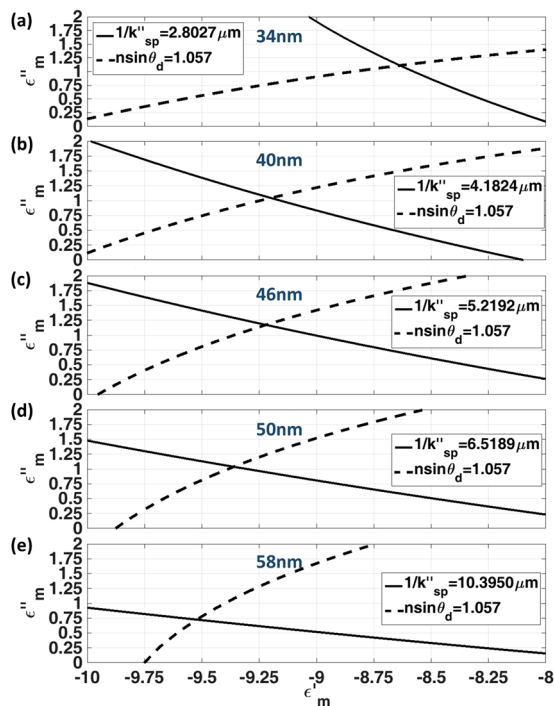 (a)
2
1.75
1.5
1.25
1
0.75
0.5
0.25
0
ϵ''m
1/k''sp=2.8027μm
nsinθd=1.057
34nm
(b)
2
1.75
1.5
1.25
1
0.75
0.5
0.25
0
ϵ''m
40nm
1/k''sp=4.1824μm
nsinθd=1.057
(c)
2
1.75
1.5
1.25
1
0.75
0.5
0.25
0
ϵ''m
46nm
1/k''sp=5.2192μm
nsinθd=1.057
(d)
2
1.75
1.5
1.25
1
0.75
0.5
0.25
0
ϵ''m
50nm
1/k''sp=6.5189μm
nsinθd=1.057
(e)
2
1.75
1.5
1.25
1
0.75
0.5
0.25
0
ϵ''m
58nm
1/k''sp=10.3950μm
nsinθd=1.057
-10 -9.75 -9.5 -9.25 -9 -8.75 -8.5 -8.25 -8
ϵ'm